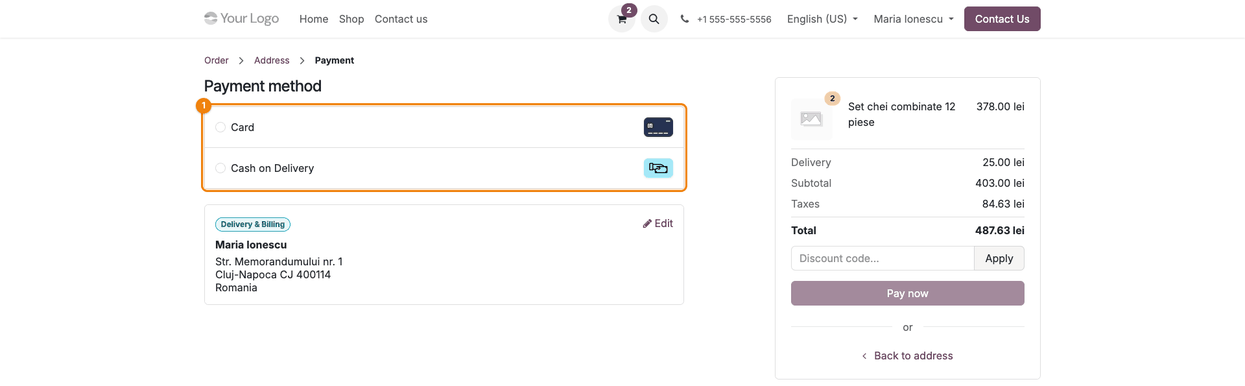 Your Logo
Home Shop Contact us
2
+1 555-555-5556
English (US)
Maria Ionescu
Contact Us
Order > Address > Payment
Payment method
1
Card
Cash on Delivery
Delivery & Billing
Edit
Maria Ionescu
Str. Memorandumului nr. 1
Cluj-Napoca CJ 400114
Romania
2
Set chei combinate 12 378.00 lei
piese
Delivery 25.00 lei
Subtotal 403.00 lei
Taxes 84.63 lei
Total 487.63 lei
Discount code... Apply
Pay now
or
< Back to address